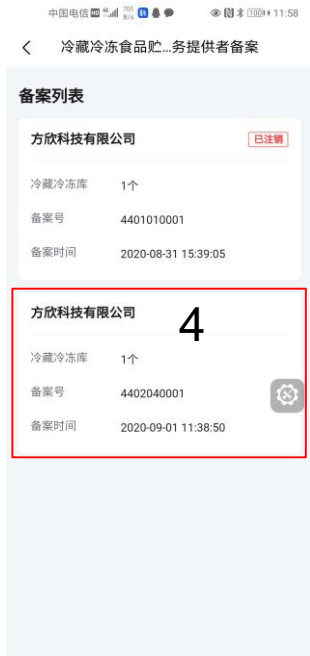 中国电信 HD 4G 701 B/s 100 11:58
冷藏冷冻食品贮...务提供者备案
备案列表
方欣科技有限公司 已注销
冷藏冷冻库 1个
备案号 4401010001
备案时间 2020-08-31 15:39:05
方欣科技有限公司
4
冷藏冷冻库 1个
备案号 4402040001
备案时间 2020-09-01 11:38:50